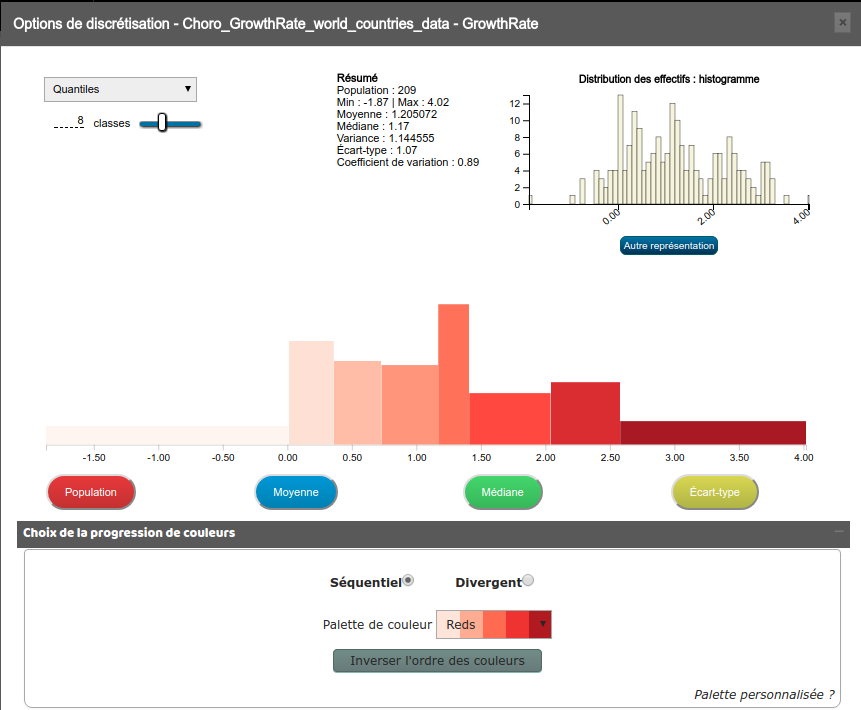 Options de discrétisation - Choro_GrowthRate_world_countries_data - GrowthRate
×
Quantiles
8 classes
Résumé
Population : 209
Min : -1.87 | Max : 4.02
Moyenne : 1.205072
Médiane : 1.17
Variance : 1.144555
Écart-type : 1.07
Coefficient de variation : 0.89
Distribution des effectifs : histogramme
12
10
8
6
4
2
0
0.00 2.00 4.00
Autre représentation
-1.50 -1.00 -0.50 0.00 0.50 1.00 1.50 2.00 2.50 3.00 3.50 4.00
Population Moyenne Médiane Écart-type
Choix de la progression de couleurs
Séquentiel Divergent
Palette de couleur Reds
Inverser l'ordre des couleurs
Palette personnalisée ?